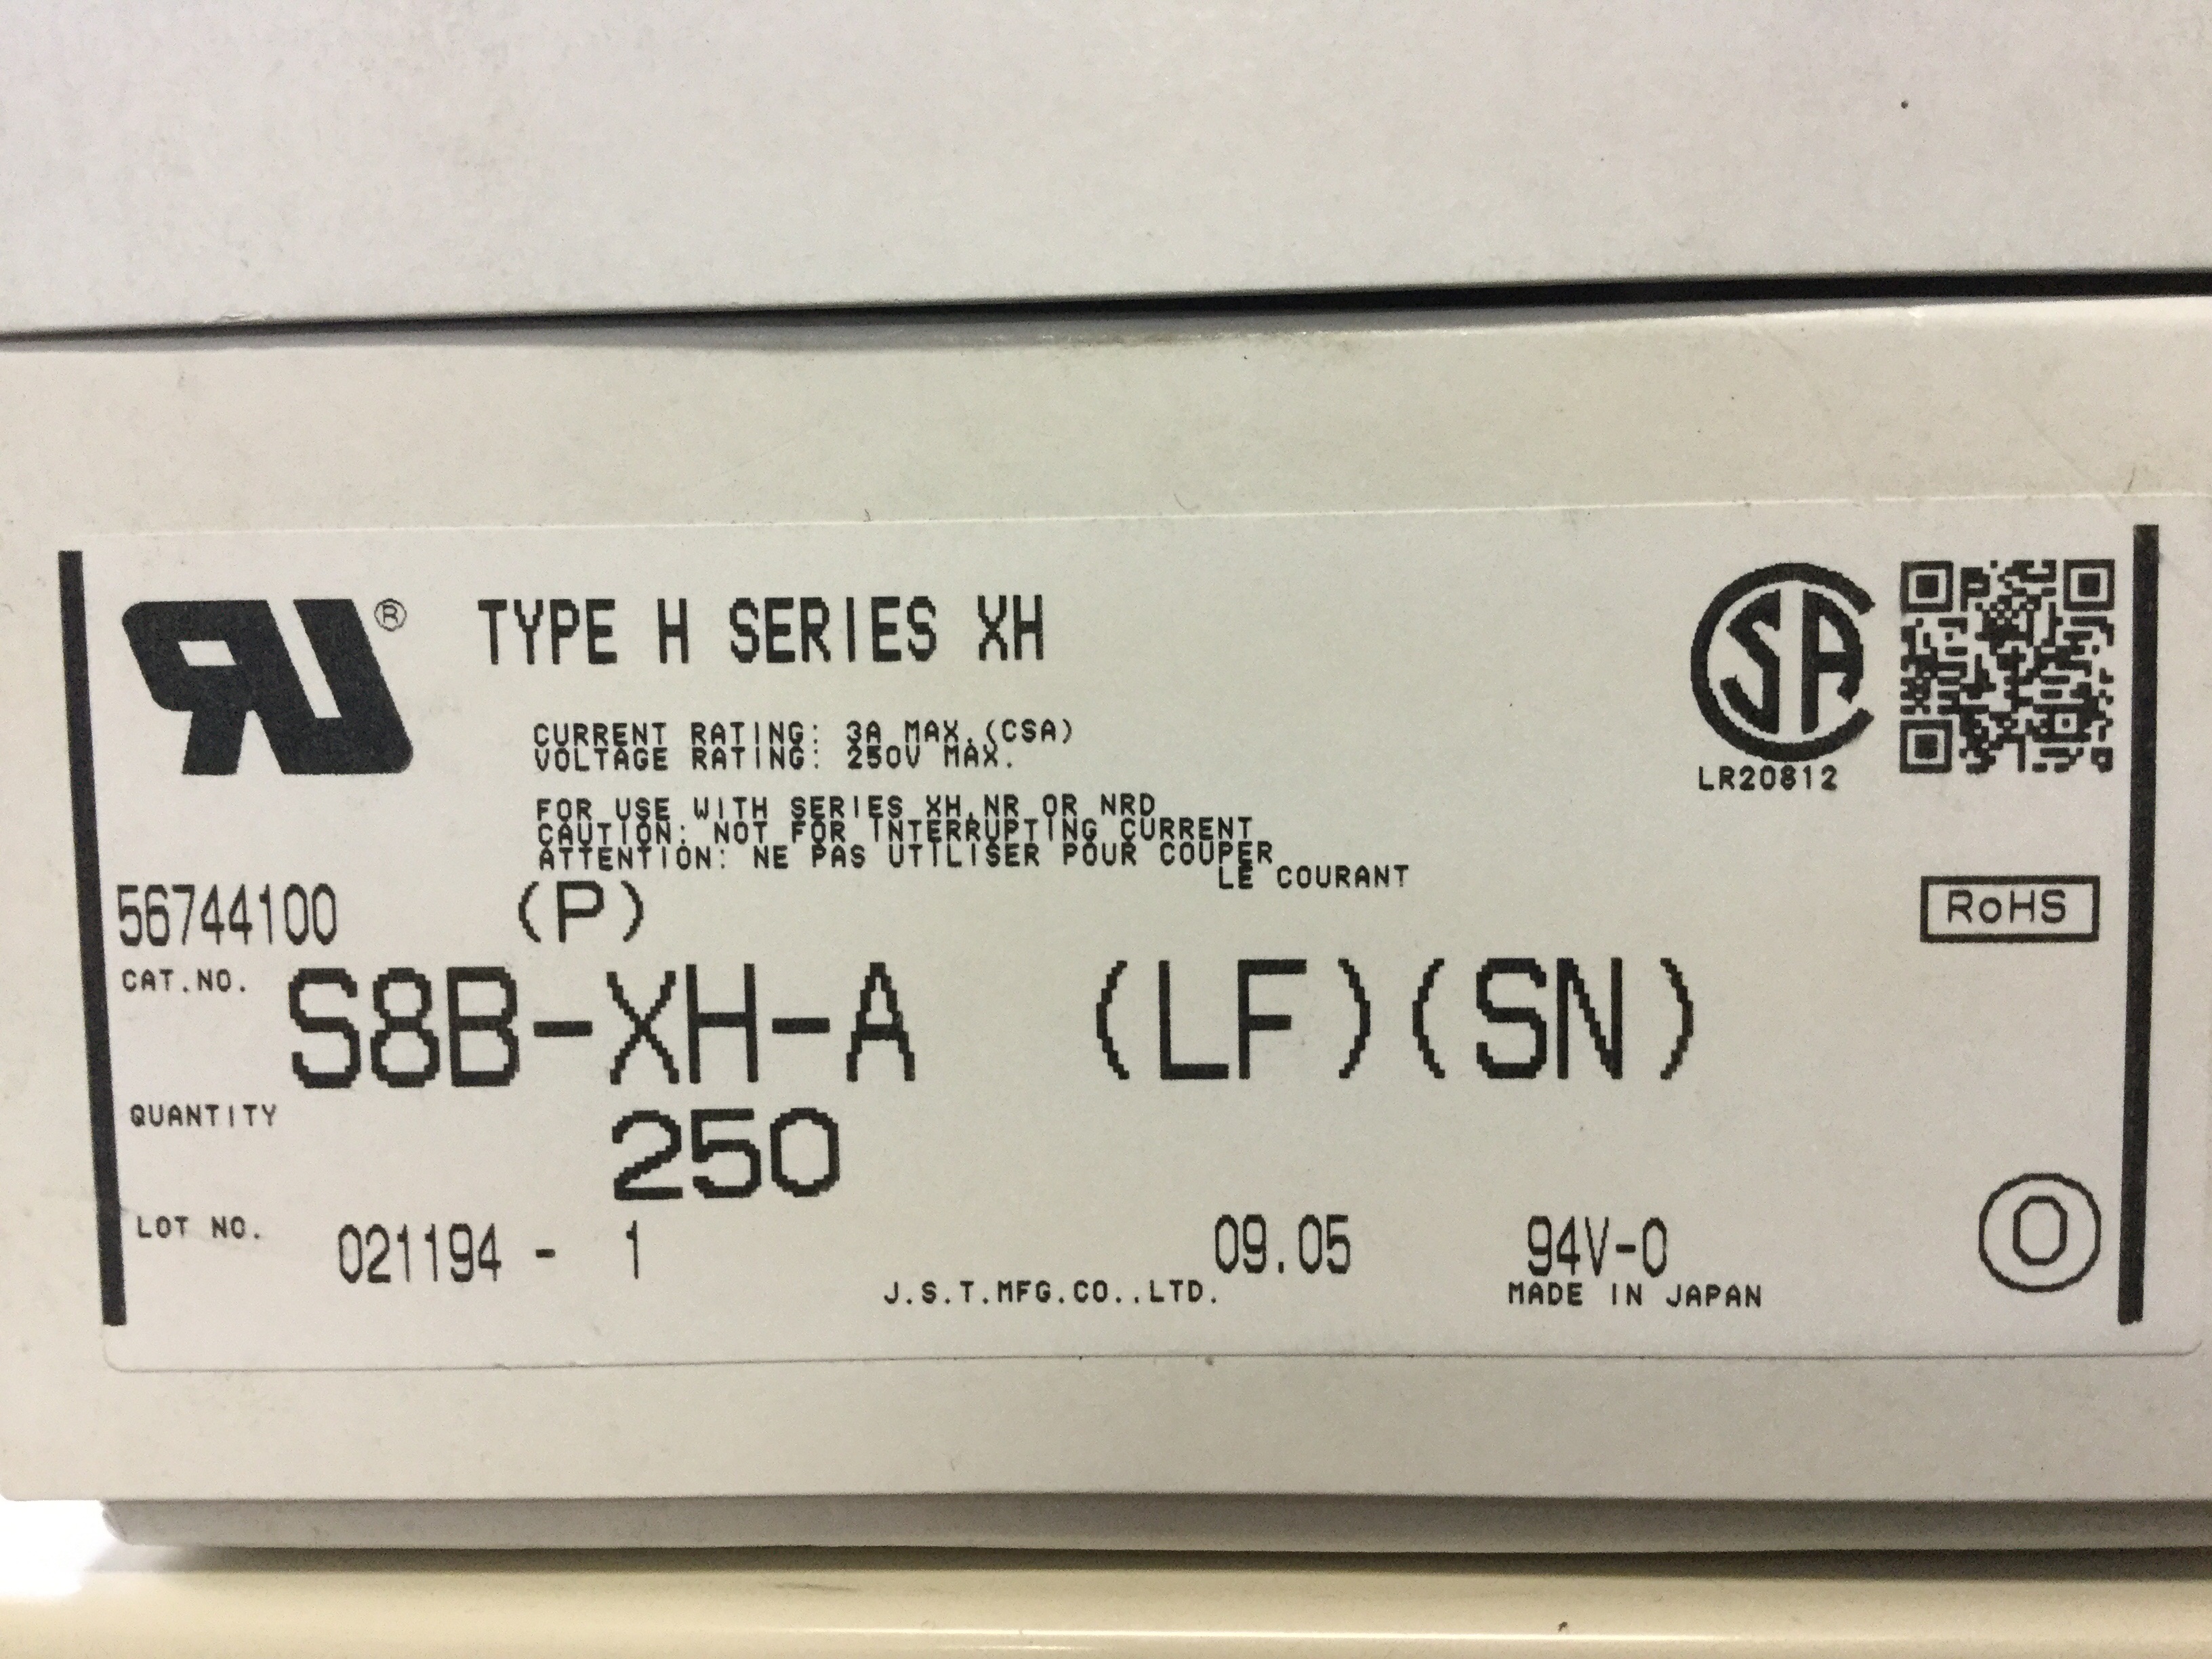 ® TYPE H SERIES XH
CURRENT RATING: 3A MAX.(CSA)
VOLTAGE RATING: 250V MAX.
LR20812
FOR USE WITH SERIES XH,NR OR NRD
CAUTION: NOT FOR INTERRUPTING CURRENT
ATTENTION: NE PAS UTILISER POUR COUPER
LE COURANT
56744100 (P) RoHS
CAT.NO. S8B-XH-A (LF)(SN)
QUANTITY 250
LOT NO. 021194 - 1 09.05 94V-0 0
J.S.T.MFG.CO.,LTD. MADE IN JAPAN